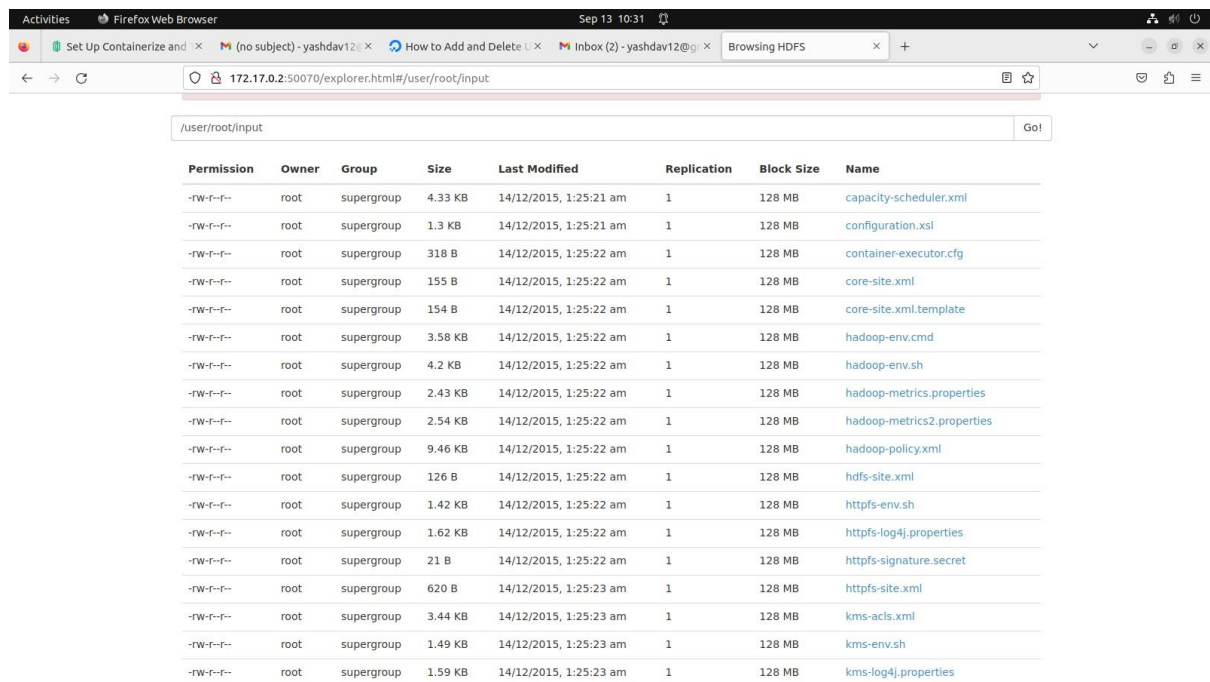 Activities Firefox Web Browser Sep 13 10:31
Set Up Containerize and (no subject) - yashdav12 How to Add and Delete Inbox (2) - yashdav12@g Browsing HDFS
172.17.0.2:50070/explorer.html#/user/root/input
/user/root/input Go!
Permission Owner Group Size Last Modified Replication Block Size Name
-rw-r--r-- root supergroup 4.33 KB 14/12/2015, 1:25:21 am 1 128 MB capacity-scheduler.xml
-rw-r--r-- root supergroup 1.3 KB 14/12/2015, 1:25:21 am 1 128 MB configuration.xsl
-rw-r--r-- root supergroup 318 B 14/12/2015, 1:25:22 am 1 128 MB container-executor.cfg
-rw-r--r-- root supergroup 155 B 14/12/2015, 1:25:22 am 1 128 MB core-site.xml
-rw-r--r-- root supergroup 154 B 14/12/2015, 1:25:22 am 1 128 MB core-site.xml.template
-rw-r--r-- root supergroup 3.58 KB 14/12/2015, 1:25:22 am 1 128 MB hadoop-env.cmd
-rw-r--r-- root supergroup 4.2 KB 14/12/2015, 1:25:22 am 1 128 MB hadoop-env.sh
-rw-r--r-- root supergroup 2.43 KB 14/12/2015, 1:25:22 am 1 128 MB hadoop-metrics.properties
-rw-r--r-- root supergroup 2.54 KB 14/12/2015, 1:25:22 am 1 128 MB hadoop-metrics2.properties
-rw-r--r-- root supergroup 9.46 KB 14/12/2015, 1:25:22 am 1 128 MB hadoop-policy.xml
-rw-r--r-- root supergroup 126 B 14/12/2015, 1:25:22 am 1 128 MB hdfs-site.xml
-rw-r--r-- root supergroup 1.42 KB 14/12/2015, 1:25:22 am 1 128 MB httpfs-env.sh
-rw-r--r-- root supergroup 1.62 KB 14/12/2015, 1:25:22 am 1 128 MB httpfs-log4j.properties
-rw-r--r-- root supergroup 21 B 14/12/2015, 1:25:22 am 1 128 MB httpfs-signature.secret
-rw-r--r-- root supergroup 620 B 14/12/2015, 1:25:23 am 1 128 MB httpfs-site.xml
-rw-r--r-- root supergroup 3.44 KB 14/12/2015, 1:25:23 am 1 128 MB kms-acls.xml
-rw-r--r-- root supergroup 1.49 KB 14/12/2015, 1:25:23 am 1 128 MB kms-env.sh
-rw-r--r-- root supergroup 1.59 KB 14/12/2015, 1:25:23 am 1 128 MB kms-log4j.properties